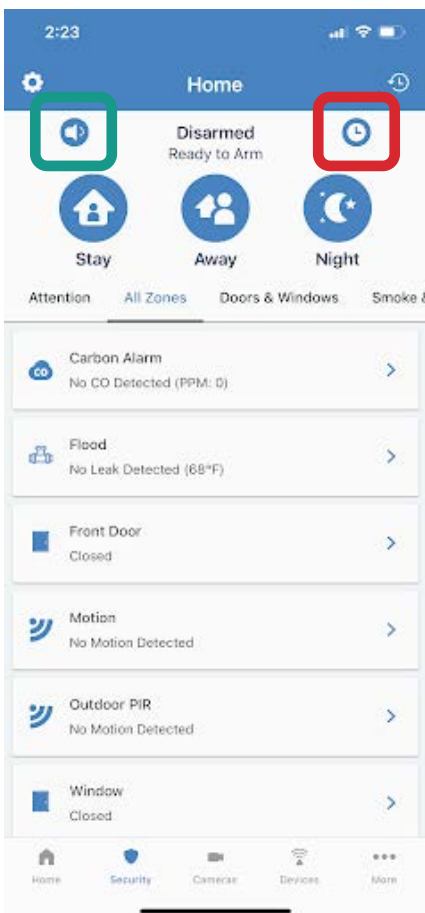 2:23
Home
Disarmed
Ready to Arm
Stay Away Night
Attention All Zones Doors & Windows Smoke &
Carbon Alarm
CO
No CO Detected (PPM: 0)
Flood
No Leak Detected (68°F)
Front Door
Closed
Motion
No Motion Detected
Outdoor PIR
No Motion Detected
Window
Closed
Home Security Cameras Devices More